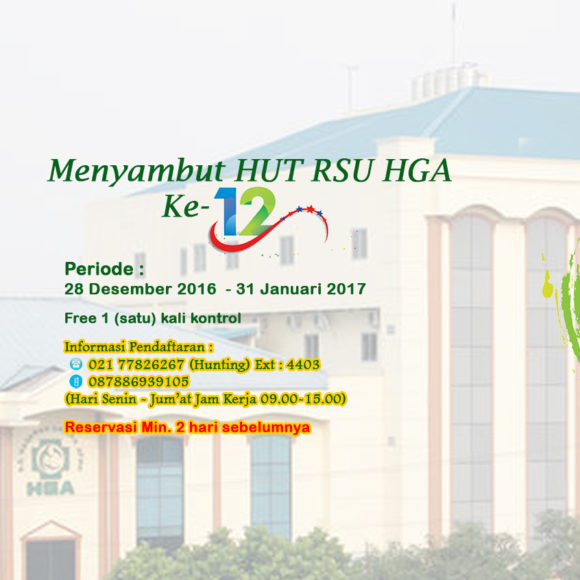 Menyambut HUT RSU HGA
Ke-12
Periode :
28 Desember 2016 - 31 Januari 2017
Free 1 (satu) kali kontrol
Informasi Pendaftaran :
021 77826267 (Hunting) Ext : 4403
087886939105
(Hari Senin - Jum'at Jam Kerja 09.00-15.00)
Reservasi Min. 2 hari sebelumnya
HGA